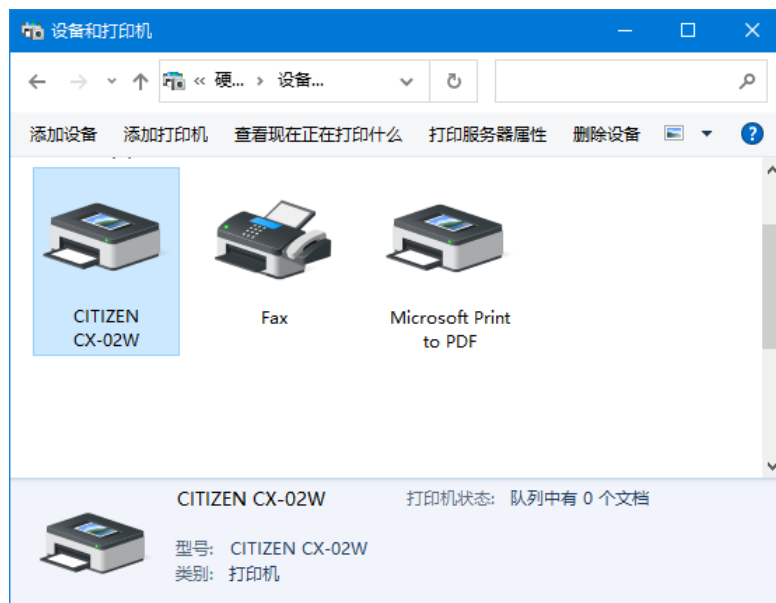 设备和打印机
« 硬... › 设备...
添加设备 添加打印机 查看现在正在打印什么 打印服务器属性 删除设备
CITIZEN
CX-02W
Fax
Microsoft Print
to PDF
CITIZEN CX-02W 打印机状态: 队列中有 0 个文档
型号: CITIZEN CX-02W
类别: 打印机